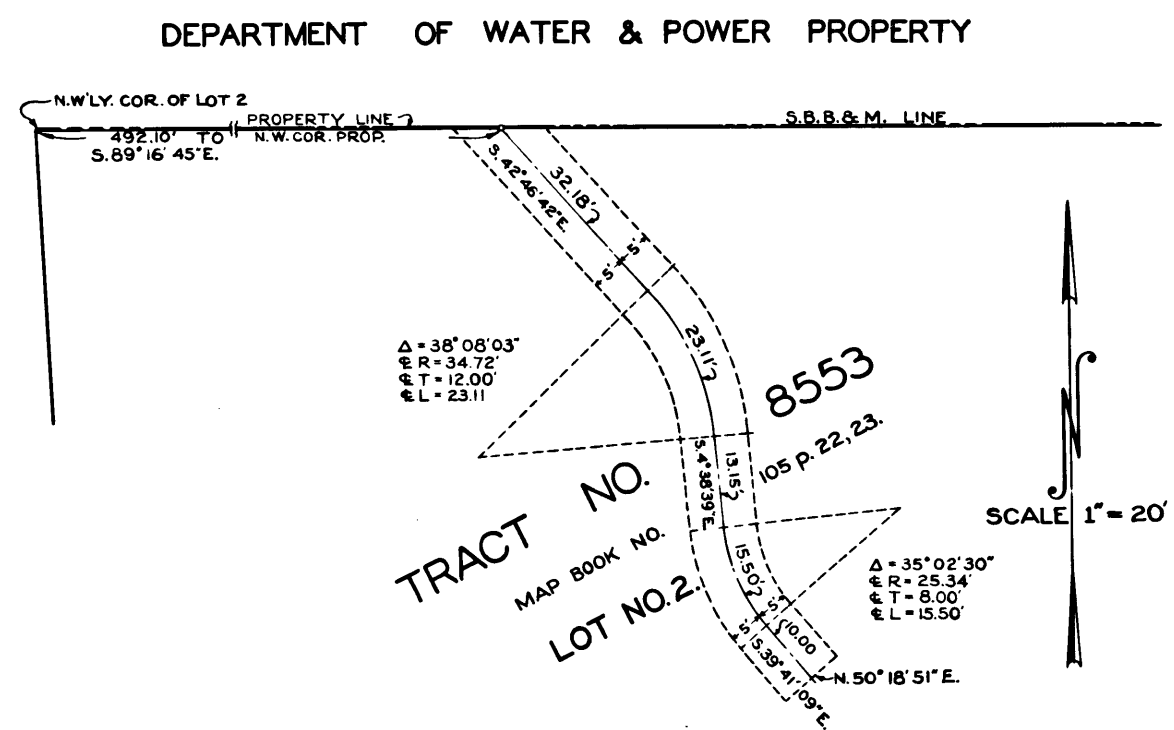 DEPARTMENT OF WATER & POWER PROPERTY
N.W'LY. COR. OF LOT 2
PROPERTY LINE
S.B.B.& M. LINE
492.10' TO N.W. COR. PROP.
S.89°16'45"E.
S.42°46'42"E.
32.18'
5' 5'
Δ = 38°08'03"
℄ R = 34.72'
℄ T = 12.00'
℄ L = 23.11
23.11'
8553
105 p. 22, 23.
S.4°38'39"E.
13.15'
TRACT NO.
MAP BOOK NO.
LOT NO. 2.
N
SCALE 1" = 20'
15.50'
Δ = 35°02'30"
℄ R = 25.34'
℄ T = 8.00'
℄ L = 15.50'
5' 5'
10.00
S.39°41'09"E.
N.50°18'51"E.